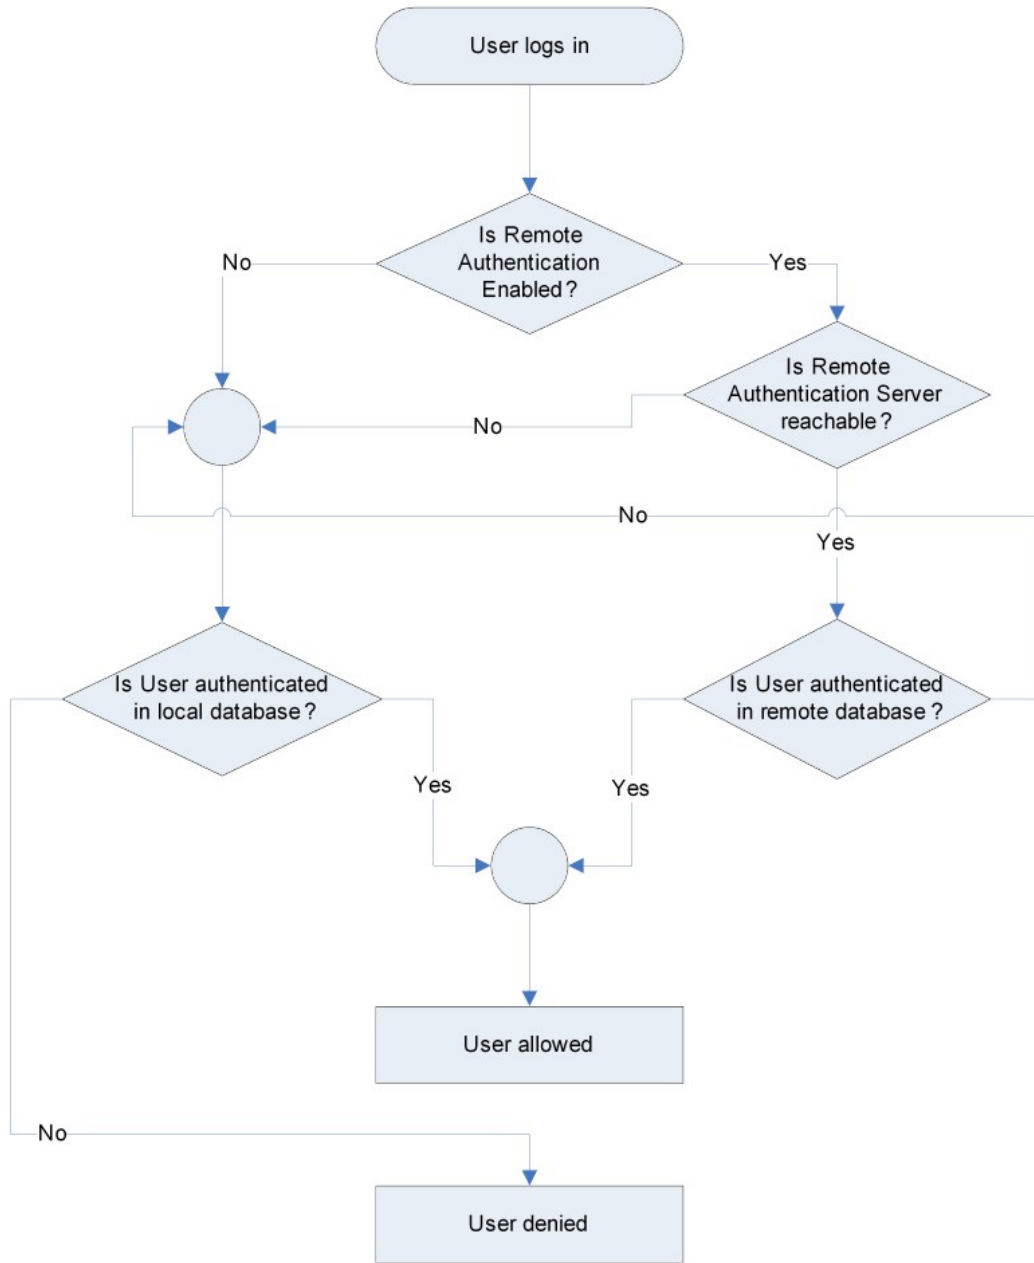 User logs in
Is Remote
Authentication
Enabled?
No
Yes
Is Remote
Authentication Server
reachable?
No
No
Yes
Is User authenticated
in local database?
Is User authenticated
in remote database?
Yes
Yes
User allowed
No
User denied